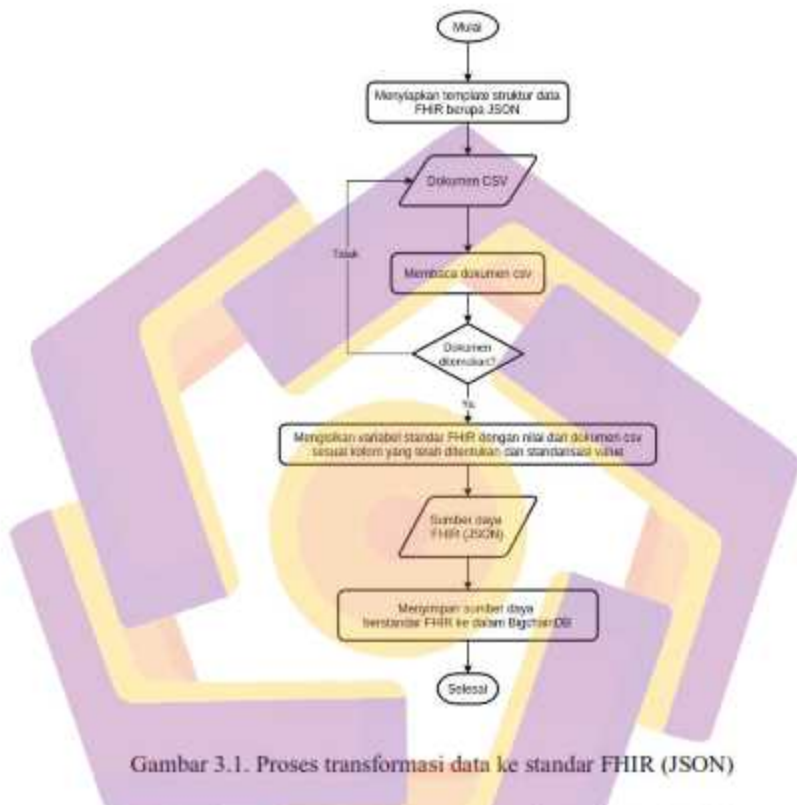 Mulai
Menyiapkan template struktur data
FHIR berupa JSON
Dokumen CSV
Tidak
Membaca dokumen csv
Dokumen
ditemukan?
Ya
Mengisikan variabel standar FHIR dengan nilai dari dokumen csv
sesuai kolom yang telah ditentukan dan standarisasi value
Sumber daya
FHIR (JSON)
Menyimpan sumber daya
berstandar FHIR ke dalam BigchainDB
Selesai
Gambar 3.1. Proses transformasi data ke standar FHIR (JSON)